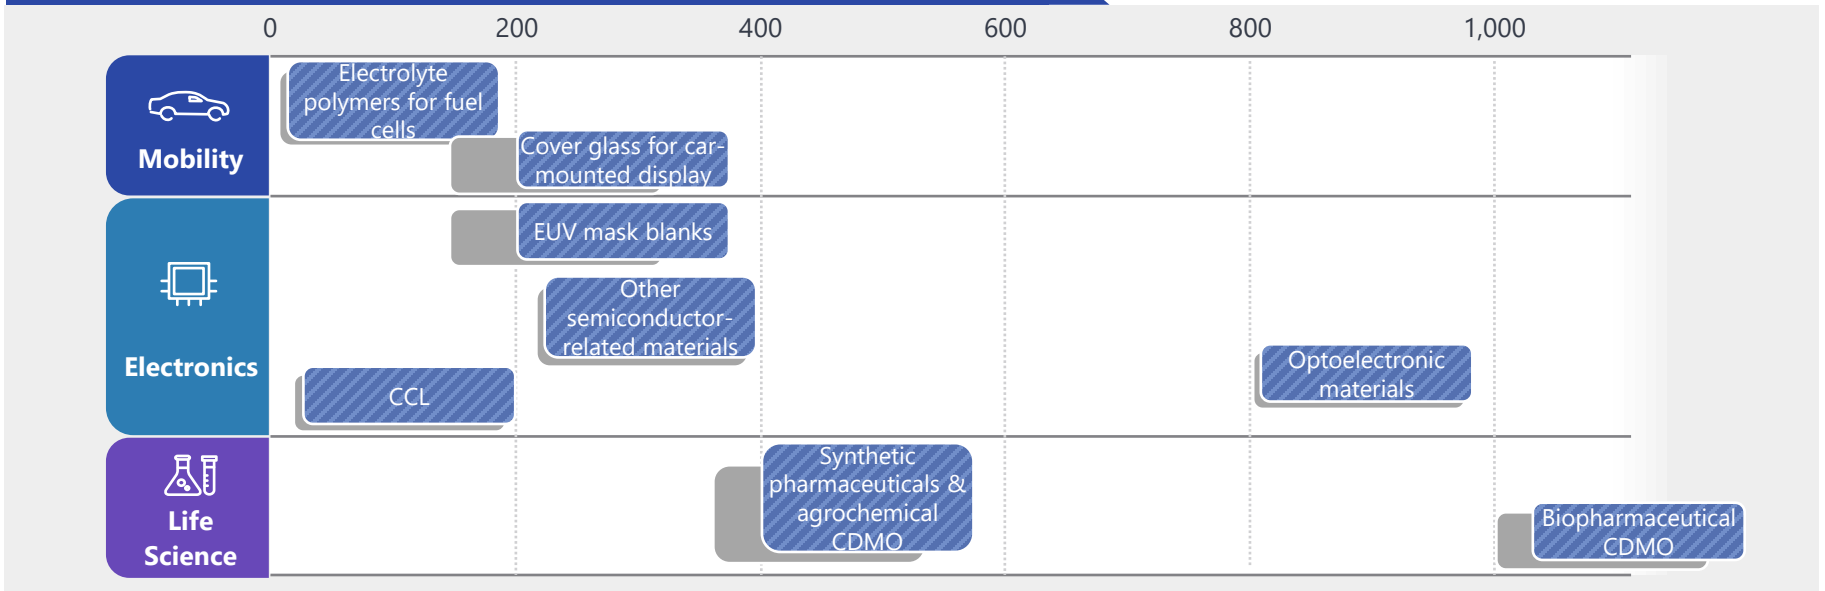 0 200 400 600 800 1,000
Mobility
Electrolyte
polymers for fuel
cells
Cover glass for car-
mounted display
Electronics
EUV mask blanks
Other
semiconductor-
related materials
CCL
Optoelectronic
materials
Life
Science
Synthetic
pharmaceuticals &
agrochemical
CDMO
Biopharmaceutical
CDMO